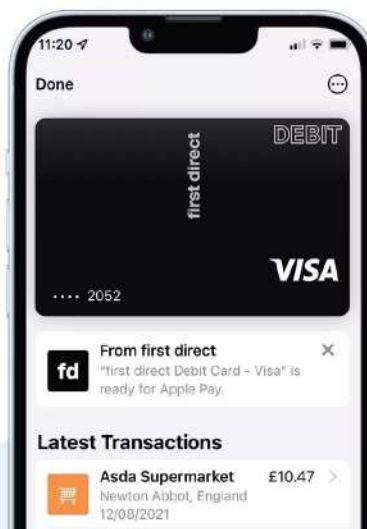 11:20
Done
DEBIT
first direct
VISA
.... 2052
fd
From first direct
"first direct Debit Card - Visa" is
ready for Apple Pay.
Latest Transactions
Asda Supermarket £10.47
Newton Abbot, England
12/08/2021